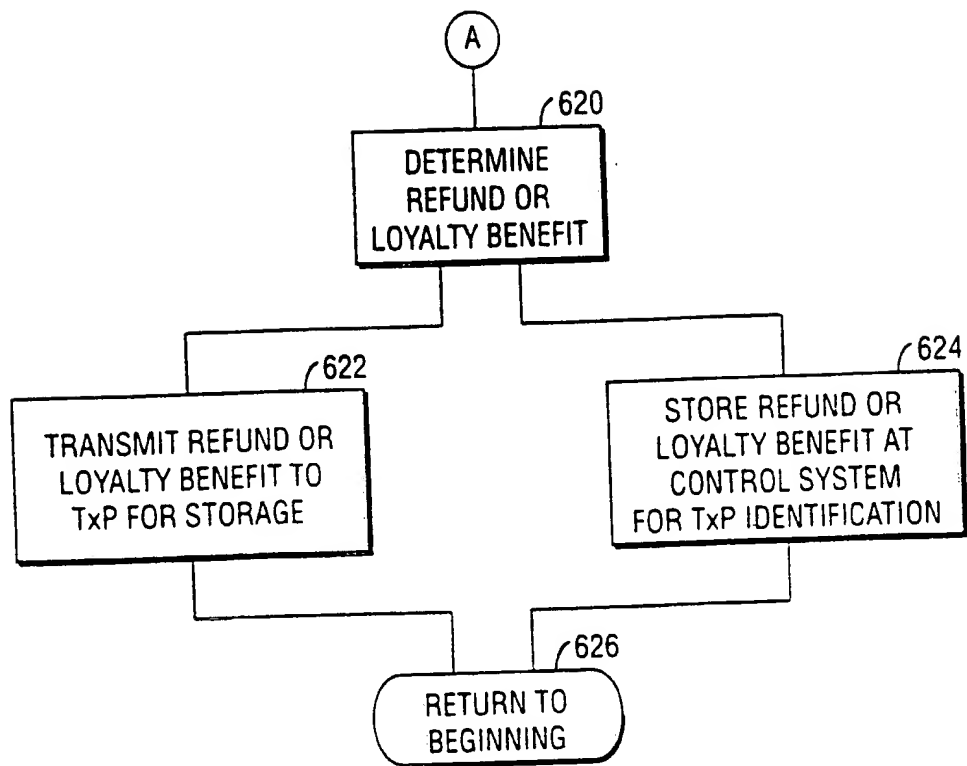 A
620
DETERMINE
REFUND OR
LOYALTY BENEFIT
622
TRANSMIT REFUND OR
LOYALTY BENEFIT TO
TxP FOR STORAGE
624
STORE REFUND OR
LOYALTY BENEFIT AT
CONTROL SYSTEM
FOR TxP IDENTIFICATION
626
RETURN TO
BEGINNING